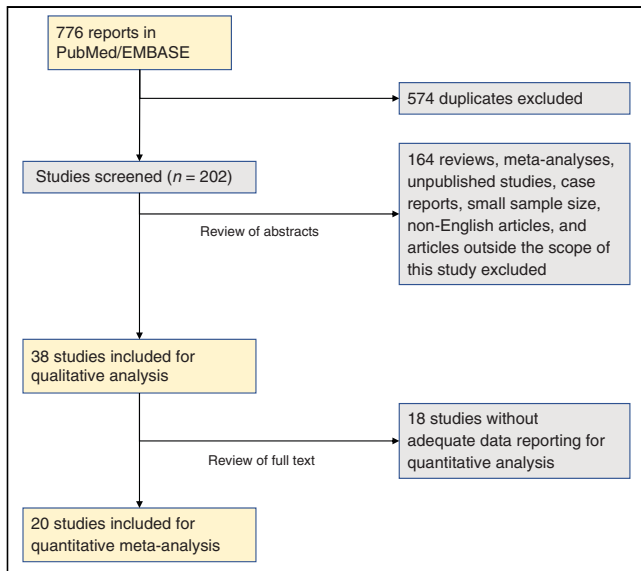 776 reports in
PubMed/EMBASE
574 duplicates excluded
Studies screened (n = 202)
164 reviews, meta-analyses,
unpublished studies, case
reports, small sample size,
non-English articles, and
articles outside the scope of
this study excluded
Review of abstracts
38 studies included for
qualitative analysis
18 studies without
adequate data reporting for
quantitative analysis
Review of full text
20 studies included for
quantitative meta-analysis